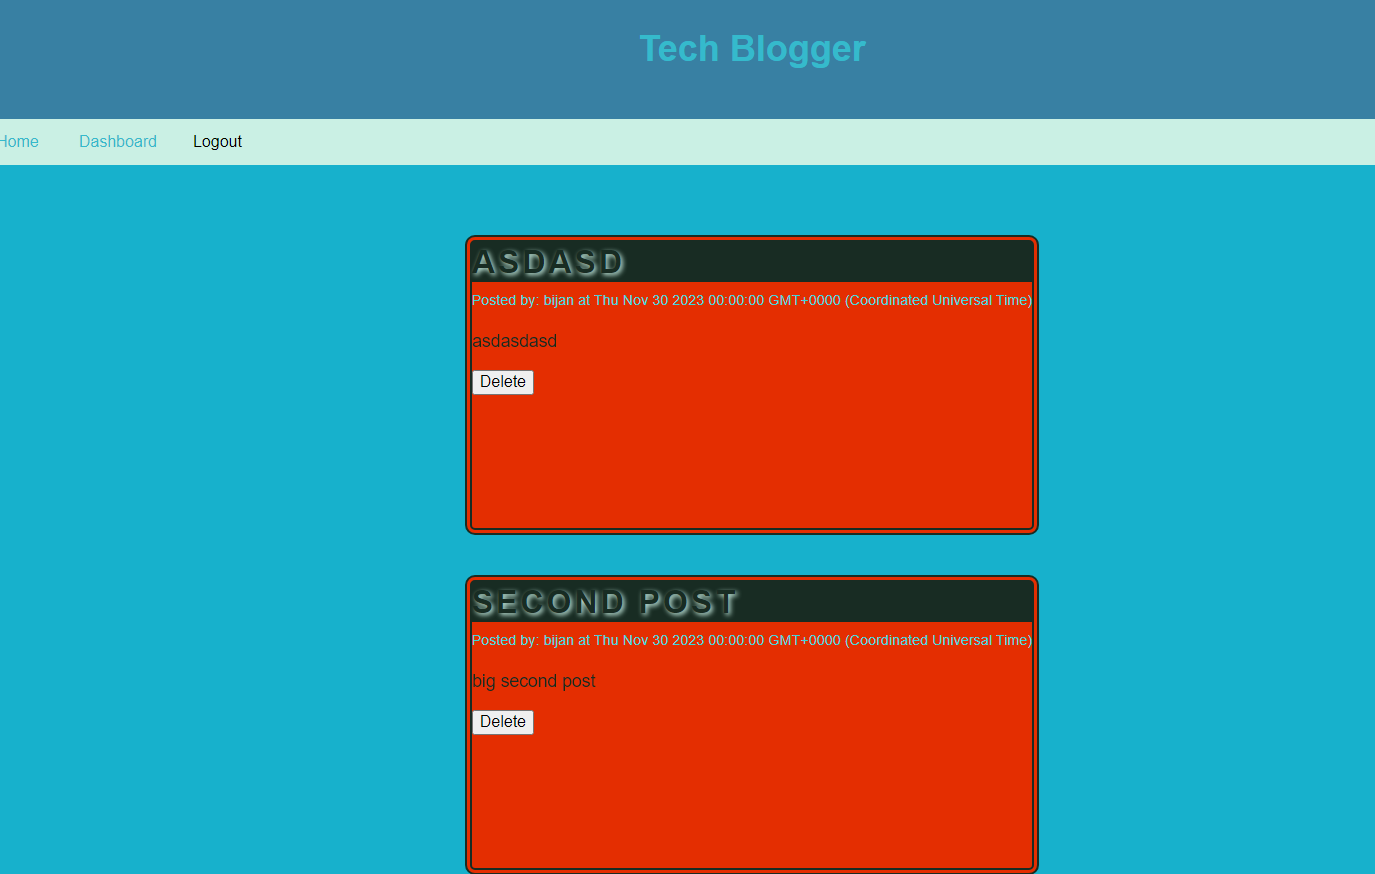 Tech Blogger
Home Dashboard Logout
ASDASD
Posted by: bijan at Thu Nov 30 2023 00:00:00 GMT+0000 (Coordinated Universal Time)
asdasdasd
Delete
SECOND POST
Posted by: bijan at Thu Nov 30 2023 00:00:00 GMT+0000 (Coordinated Universal Time)
big second post
Delete